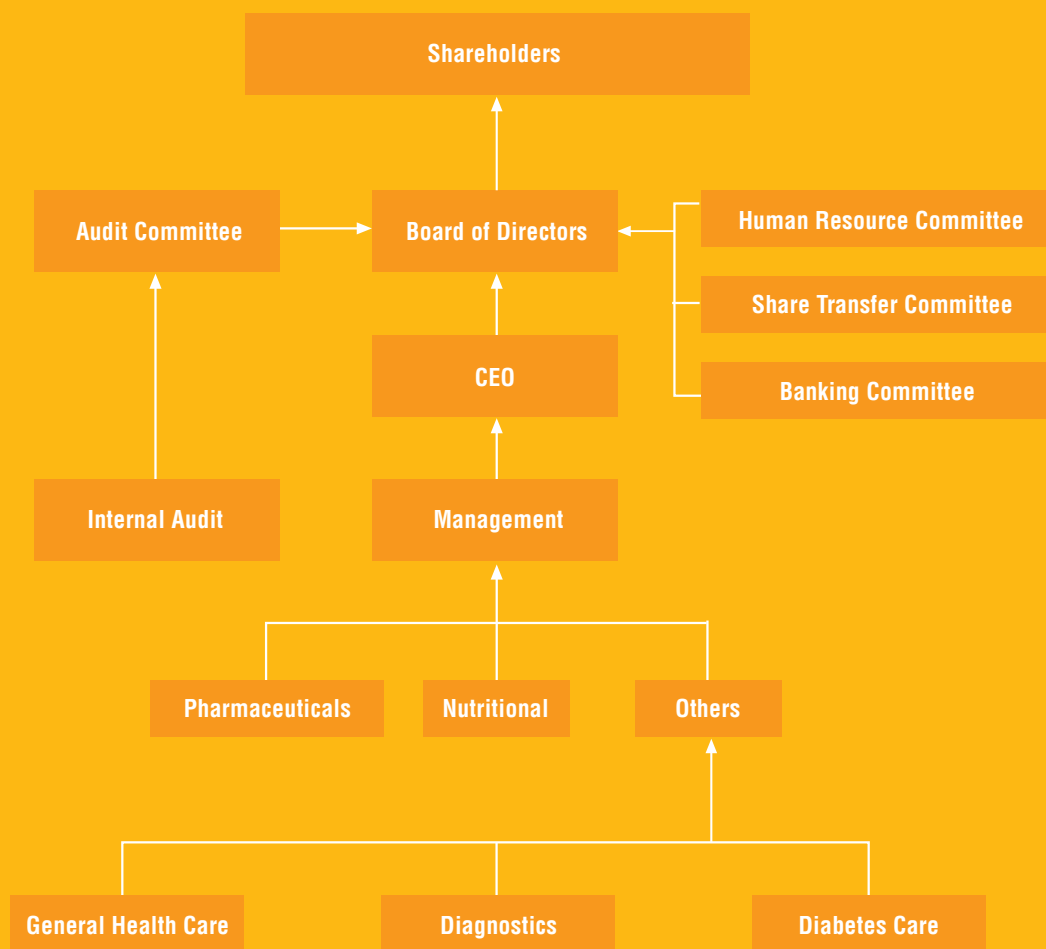 Shareholders
Audit Committee
Board of Directors
Human Resource Committee
Share Transfer Committee
CEO
Banking Committee
Internal Audit
Management
Pharmaceuticals
Nutritional
Others
General Health Care
Diagnostics
Diabetes Care